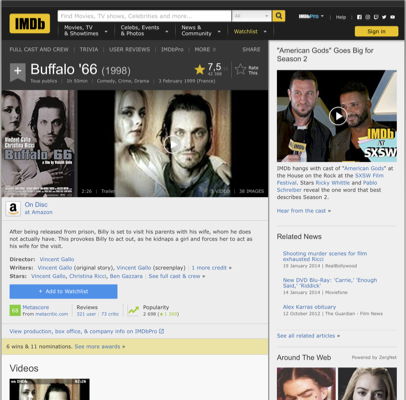 IMDb
Find Movies, TV shows, Celebrities and more...
All
IMDbPro
Help
Movies, TV & Showtimes
Celebs, Events & Photos
News & Community
Watchlist
Sign in
FULL CAST AND CREW | TRIVIA | USER REVIEWS | IMDbPro | MORE
SHARE
Buffalo '66 (1998)
7,5
Rate This
Tous publics | 1h 50min | Comedy, Crime, Drama | 3 February 1999 (France)
Vincent Gallo
Christina Ricci
Buffalo 66
2:26 | Trailer
VIDEO | 38 IMAGES
On Disc
at Amazon
After being released from prison, Billy is set to visit his parents with his wife, whom he does
not actually have. This provokes Billy to act out, as he kidnaps a girl and forces her to act as
his wife for the visit.
Director: Vincent Gallo
Writers: Vincent Gallo (original story), Vincent Gallo (screenplay) | 1 more credit »
Stars: Vincent Gallo, Christina Ricci, Ben Gazzara | See full cast & crew »
+ Add to Watchlist
Metascore
From metacritic.com
Reviews
321 user | 73 critic
Popularity
2 698
View production, box office, & company info on IMDbPro
6 wins & 11 nominations. See more awards »
Videos
"American Gods" Goes Big for
Season 2
IMDb
at
SXSW
IMDb hangs with cast of "American Gods" at
the House on the Rock at the SXSW Film
Festival. Stars Ricky Whittle and Pablo
Schreiber reveal the one word that best
describes Season 2.
Hear from the cast »
Related News
Shooting murder scenes for film
exhausted Ricci
19 January 2014 | RealBollywood
New DVD Blu-Ray: 'Carrie,' 'Enough
Said,' 'Riddick'
14 January 2014 | Moviefone
Alex Karras obituary
12 October 2012 | The Guardian - Film News
See all related articles »
Around The Web
Powered by ZergNet